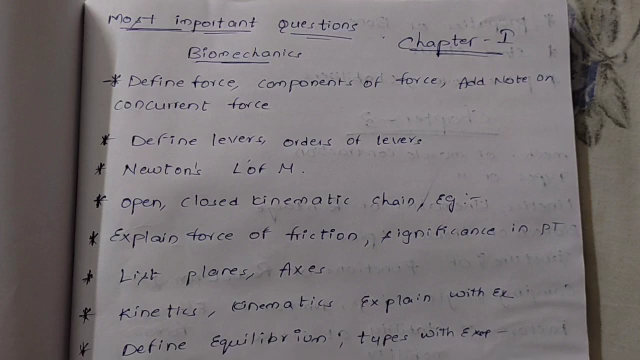 Most important Questions
Biomechanics
Chapter - I
* Define force, components of force, Add Note on
concurrent force
* Define levers, orders of levers
* Newton's L of M.
* open, closed kinematic chain, Eg:-
* Explain force of friction, significance in PT
* List planes, Axes
* kinetics, kinematics Explain with Ex
* Define Equilibrium, types with Exap-